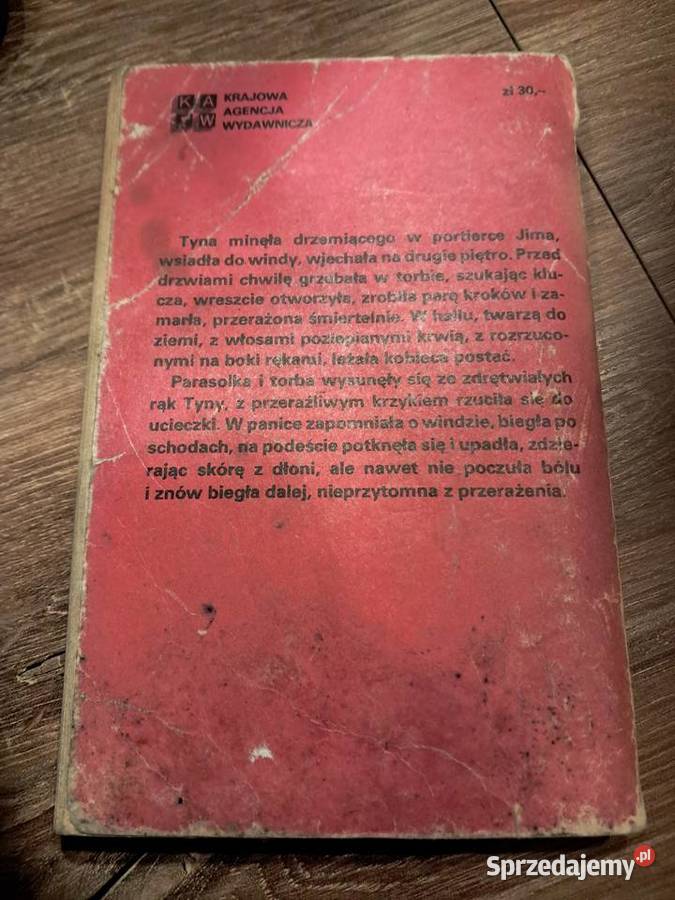 KAW
KRAJOWA
AGENCJA
WYDAWNICZA
zł 30,-
Tyna minęła drzemiącego w portierce Jima,
wsiadła do windy, wjechała na drugie piętro. Przed
drzwiami chwilę grzebała w torbie, szukając klu-
cza, wreszcie otworzyła, zrobiła parę kroków i za-
marła, przerażona śmiertelnie. W hallu, twarzą do
ziemi, z włosami pozlepianymi krwią, z rozrzuco-
nymi na boki rękami, leżała kobieca postać.
Parasolka i torba wysunęły się ze zdrętwiałych
rąk Tyny, z przeraźliwym krzykiem rzuciła się do
ucieczki. W panice zapomniała o windzie, biegła po
schodach, na podeście potknęła się i upadła, zdzie-
rając skórę z dłoni, ale nawet nie poczuła bólu
i znów biegła dalej, nieprzytomna z przerażenia.
Sprzedajemy.pl